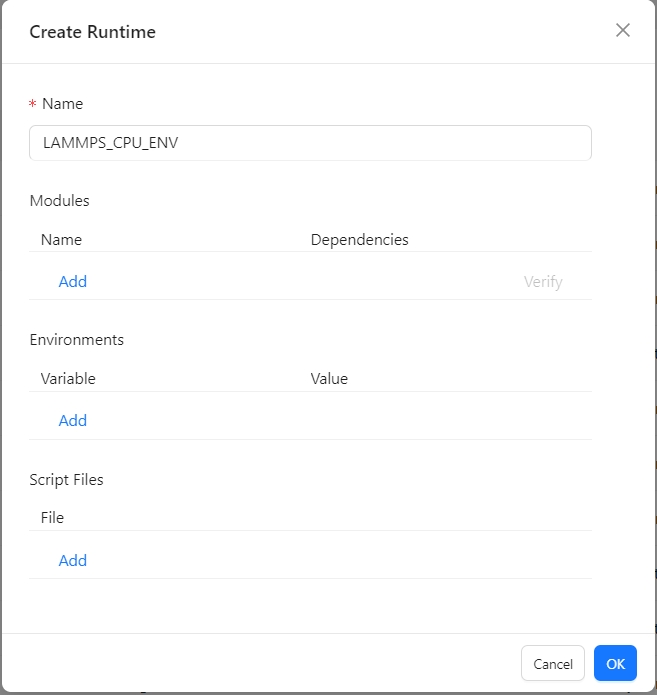 Create Runtime
* Name
LAMMPS_CPU_ENV
Modules
Name Dependencies
Add Verify
Environments
Variable Value
Add
Script Files
File
Add
Cancel OK